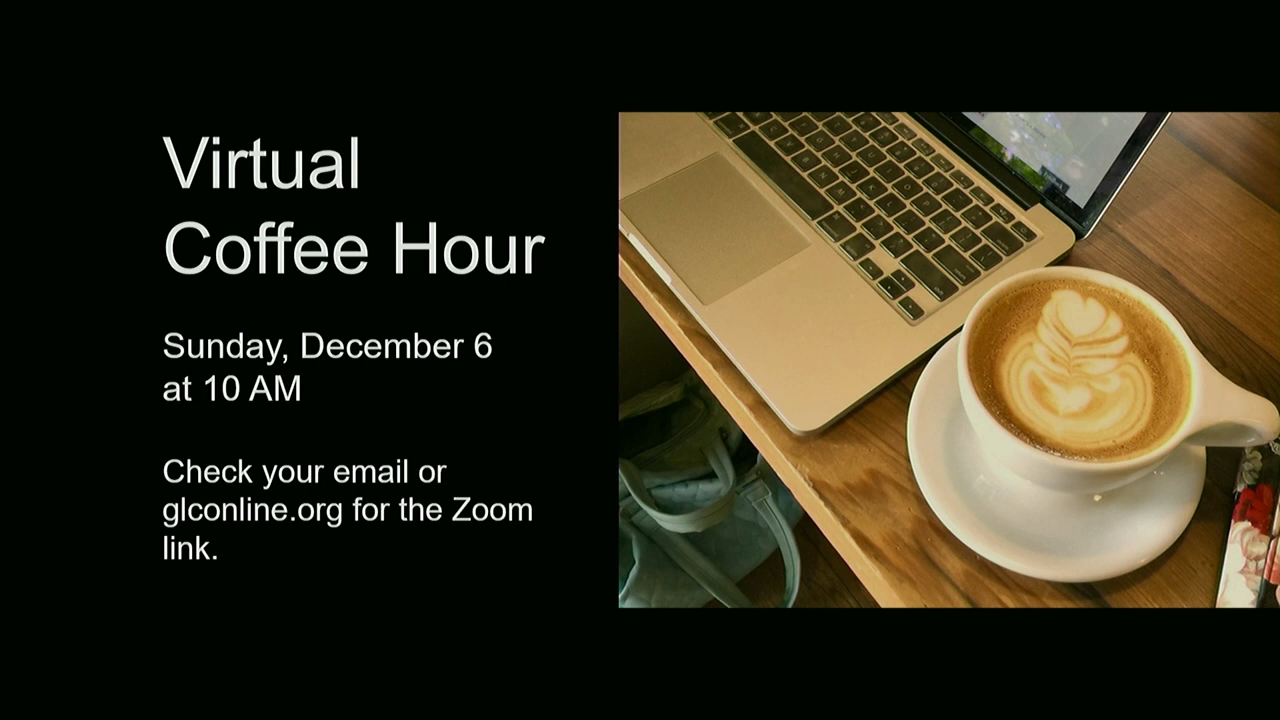 Virtual
Coffee Hour
Sunday, December 6
at 10 AM
Check your email or
glconline.org for the Zoom
link.